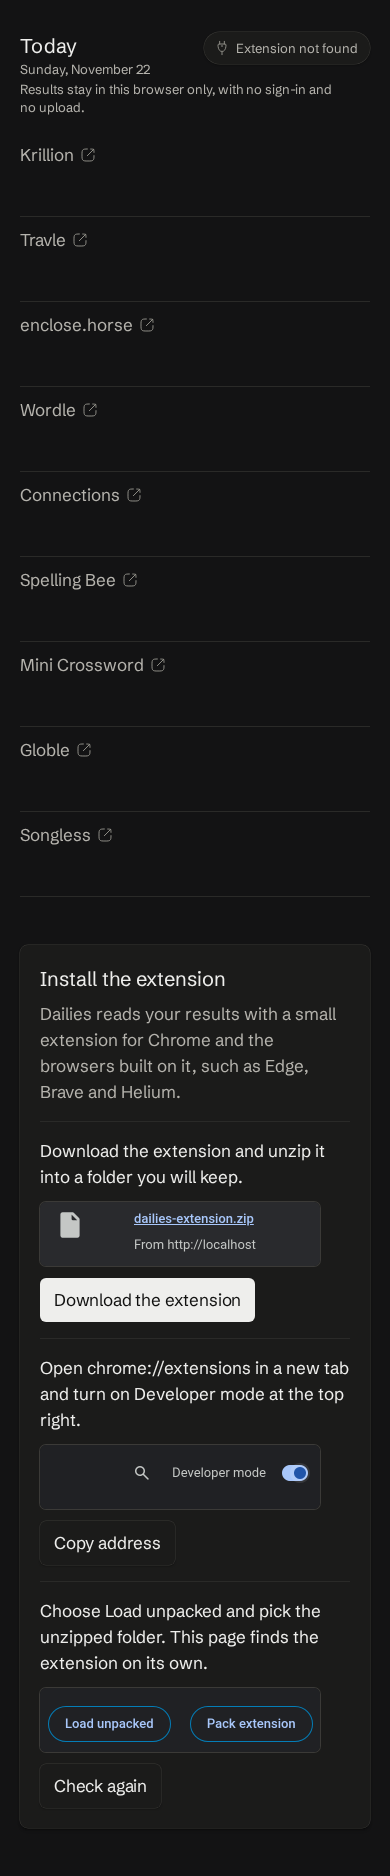 Today
Extension not found
Sunday, November 22
Results stay in this browser only, with no sign-in and
no upload.
Krillion
Travle
enclose.horse
Wordle
Connections
Spelling Bee
Mini Crossword
Globle
Songless
Install the extension
Dailies reads your results with a small
extension for Chrome and the
browsers built on it, such as Edge,
Brave and Helium.
Download the extension and unzip it
into a folder you will keep.
dailies-extension.zip
From http://localhost
Download the extension
Open chrome://extensions in a new tab
and turn on Developer mode at the top
right.
Developer mode
Copy address
Choose Load unpacked and pick the
unzipped folder. This page finds the
extension on its own.
Load unpacked
Pack extension
Check again